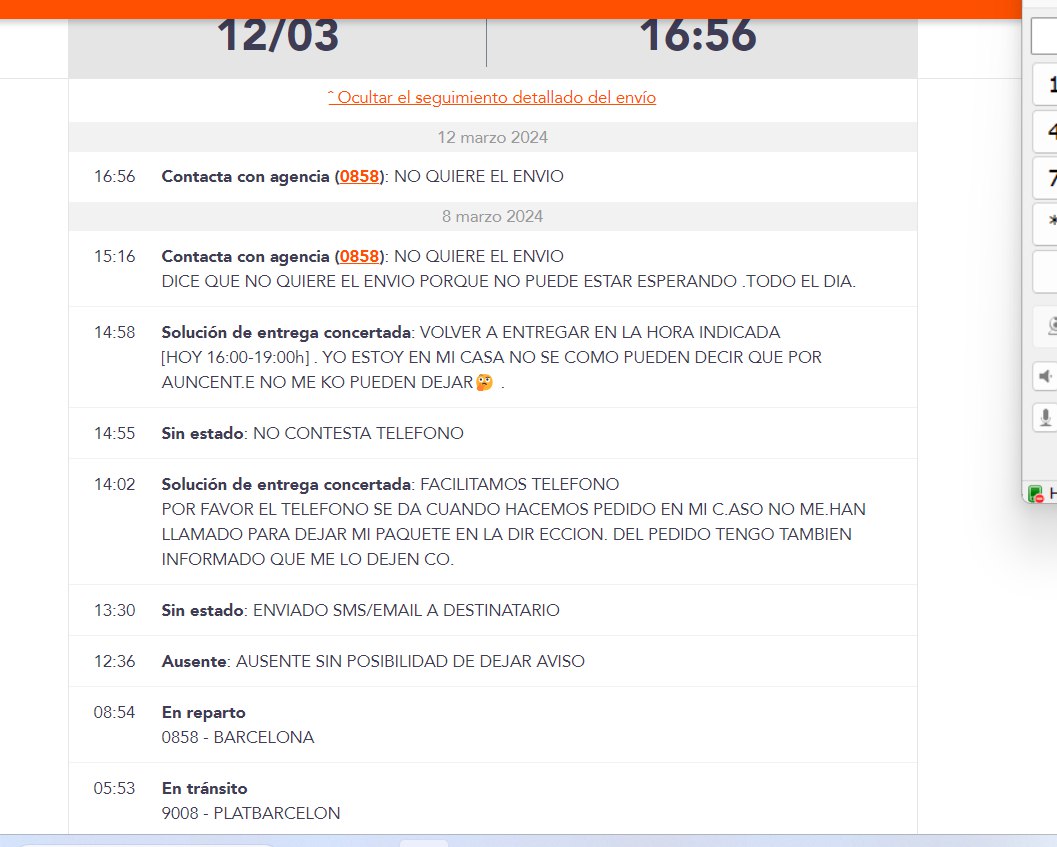 12/03 16:56
ˆ Ocultar el seguimiento detallado del envío
12 marzo 2024
16:56 Contacta con agencia (0858): NO QUIERE EL ENVIO
8 marzo 2024
15:16 Contacta con agencia (0858): NO QUIERE EL ENVIO
DICE QUE NO QUIERE EL ENVIO PORQUE NO PUEDE ESTAR ESPERANDO .TODO EL DIA.
14:58 Solución de entrega concertada: VOLVER A ENTREGAR EN LA HORA INDICADA
[HOY 16:00-19:00h] . YO ESTOY EN MI CASA NO SE COMO PUEDEN DECIR QUE POR
AUNCENT.E NO ME KO PUEDEN DEJAR🤔 .
14:55 Sin estado: NO CONTESTA TELEFONO
14:02 Solución de entrega concertada: FACILITAMOS TELEFONO
POR FAVOR EL TELEFONO SE DA CUANDO HACEMOS PEDIDO EN MI C.ASO NO ME.HAN
LLAMADO PARA DEJAR MI PAQUETE EN LA DIR ECCION. DEL PEDIDO TENGO TAMBIEN
INFORMADO QUE ME LO DEJEN CO.
13:30 Sin estado: ENVIADO SMS/EMAIL A DESTINATARIO
12:36 Ausente: AUSENTE SIN POSIBILIDAD DE DEJAR AVISO
08:54 En reparto
0858 - BARCELONA
05:53 En tránsito
9008 - PLATBARCELON
1
4
7
*
H